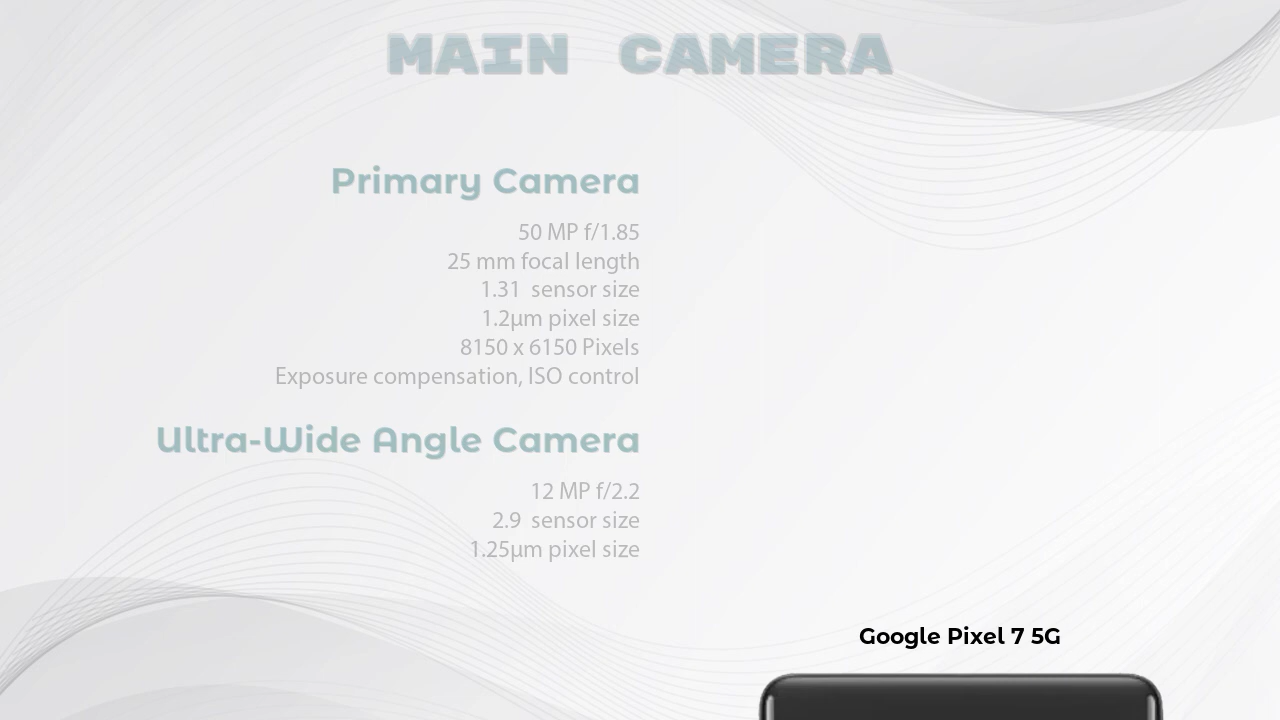 MAIN CAMERA
Primary Camera
50 MP f/1.85
25 mm focal length
1.31  sensor size
1.2µm pixel size
8150 x 6150 Pixels
Exposure compensation, ISO control
Ultra-Wide Angle Camera
12 MP f/2.2
2.9  sensor size
1.25µm pixel size
Google Pixel 7 5G